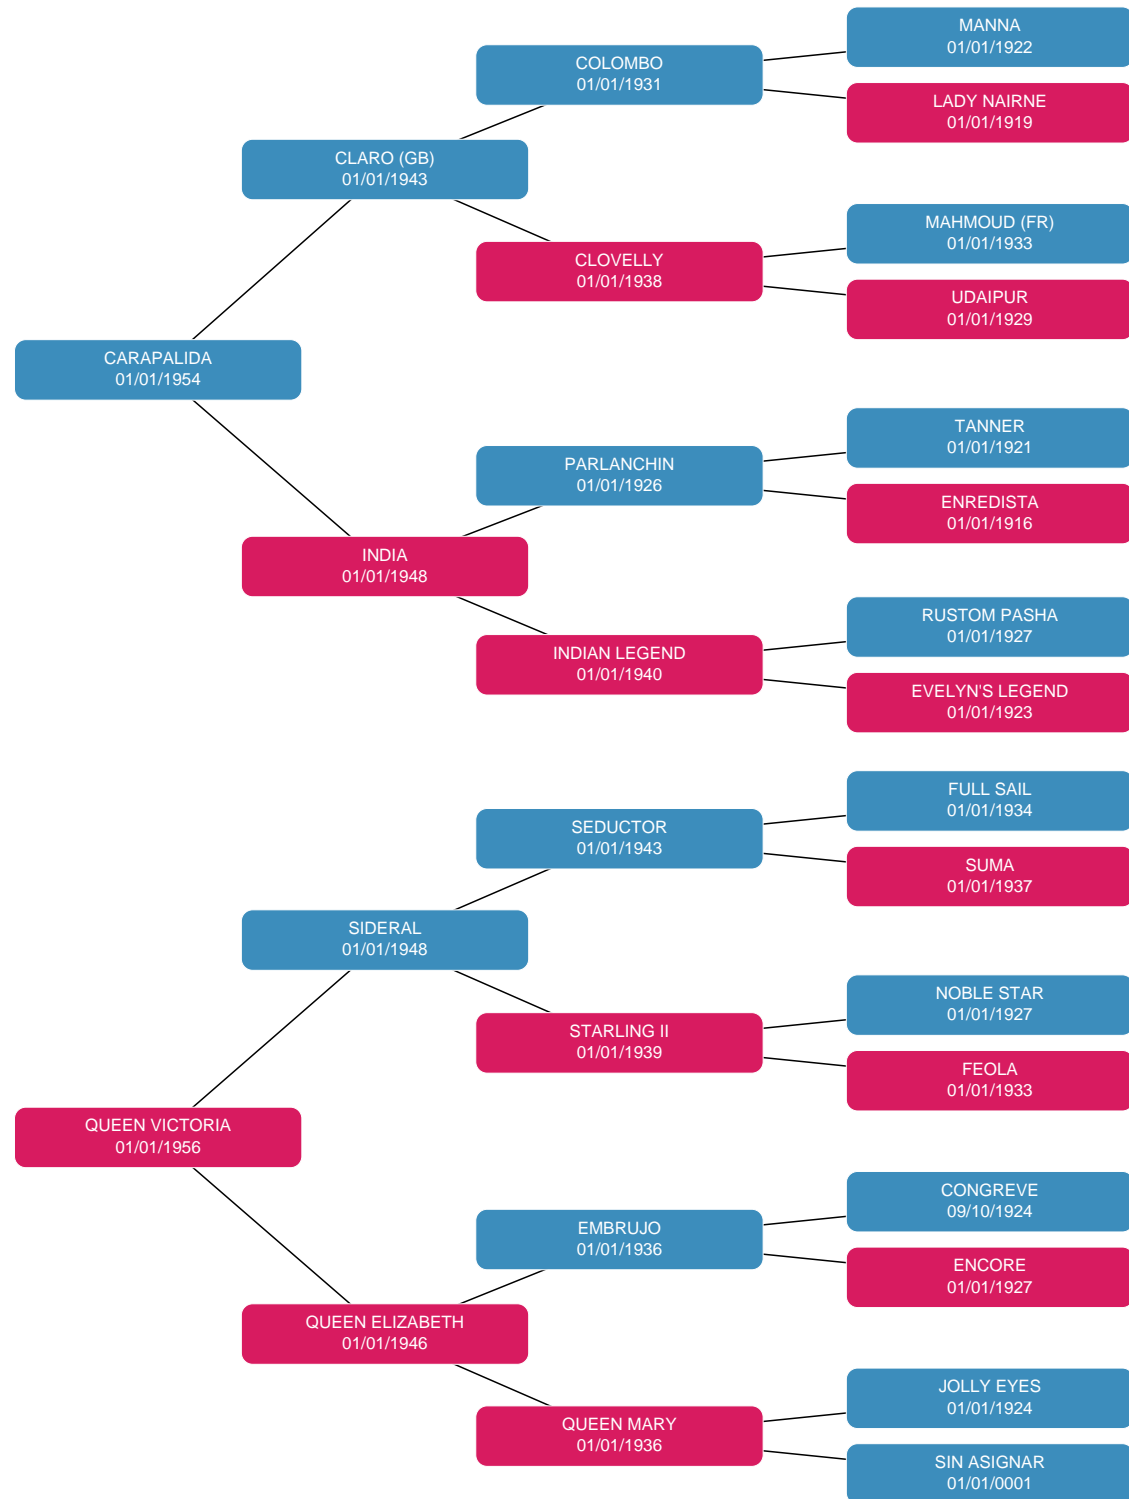 MANNA
01/01/1922
COLOMBO
01/01/1931
LADY NAIRNE
01/01/1919
CLARO (GB)
01/01/1943
MAHMOUD (FR)
01/01/1933
CLOVELLY
01/01/1938
UDAIPUR
01/01/1929
CARAPALIDA
01/01/1954
TANNER
01/01/1921
PARLANCHIN
01/01/1926
ENREDISTA
01/01/1916
INDIA
01/01/1948
RUSTOM PASHA
01/01/1927
INDIAN LEGEND
01/01/1940
EVELYN'S LEGEND
01/01/1923
FULL SAIL
01/01/1934
SEDUCTOR
01/01/1943
SUMA
01/01/1937
SIDERAL
01/01/1948
NOBLE STAR
01/01/1927
STARLING II
01/01/1939
FEOLA
01/01/1933
QUEEN VICTORIA
01/01/1956
CONGREVE
09/10/1924
EMBRUJO
01/01/1936
ENCORE
01/01/1927
QUEEN ELIZABETH
01/01/1946
JOLLY EYES
01/01/1924
QUEEN MARY
01/01/1936
SIN ASIGNAR
01/01/0001